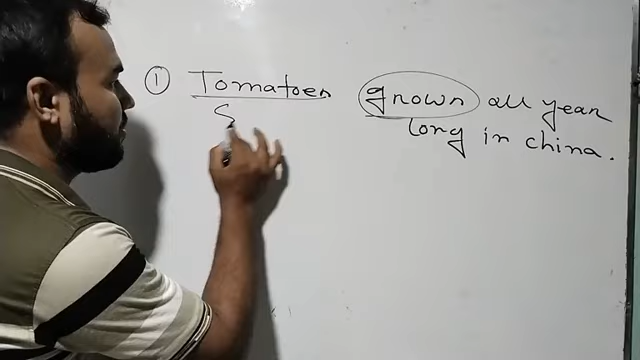 ① Tomatoes grown all year
S
long in china.